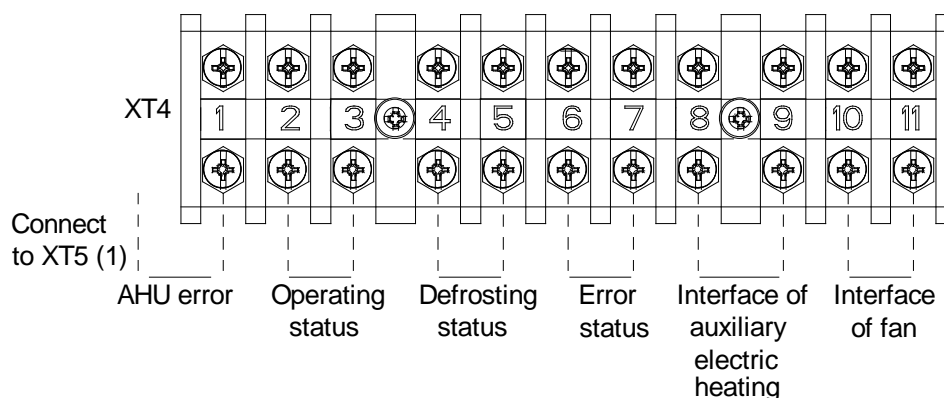 XT4
1 2 3 4 5 6 7 8 9 10 11
Connect
to XT5 (1)
AHU error
Operating
status
Defrosting
status
Error
status
Interface of
auxiliary
electric
heating
Interface
of fan